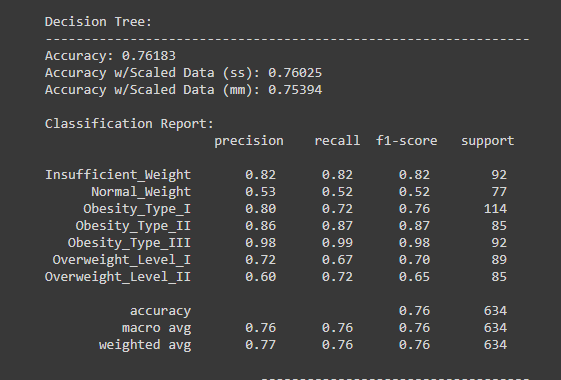 Decision Tree:
----------------------------------------------------------------
Accuracy: 0.76183
Accuracy w/Scaled Data (ss): 0.76025
Accuracy w/Scaled Data (mm): 0.75394
Classification Report:
precision recall f1-score support
Insufficient_Weight 0.82 0.82 0.82 92
Normal_Weight 0.53 0.52 0.52 77
Obesity_Type_I 0.80 0.72 0.76 114
Obesity_Type_II 0.86 0.87 0.87 85
Obesity_Type_III 0.98 0.99 0.98 92
Overweight_Level_I 0.72 0.67 0.70 89
Overweight_Level_II 0.60 0.72 0.65 85
accuracy 0.76 634
macro avg 0.76 0.76 0.76 634
weighted avg 0.77 0.76 0.76 634